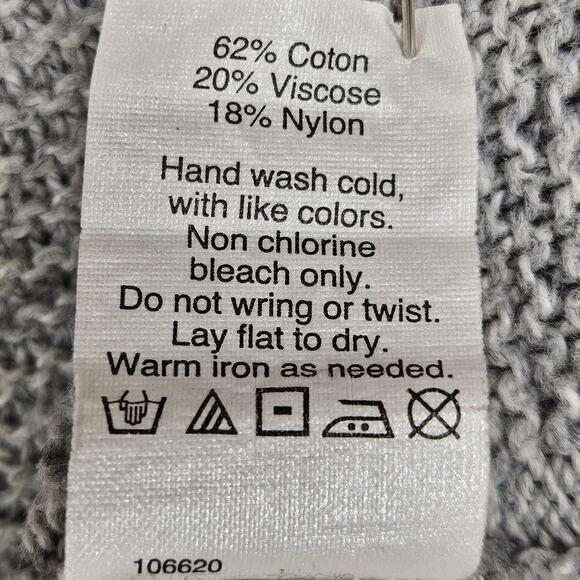 62% Coton
20% Viscose
18% Nylon
Hand wash cold,
with like colors.
Non chlorine
bleach only.
Do not wring or twist.
Lay flat to dry.
Warm iron as needed.
106620